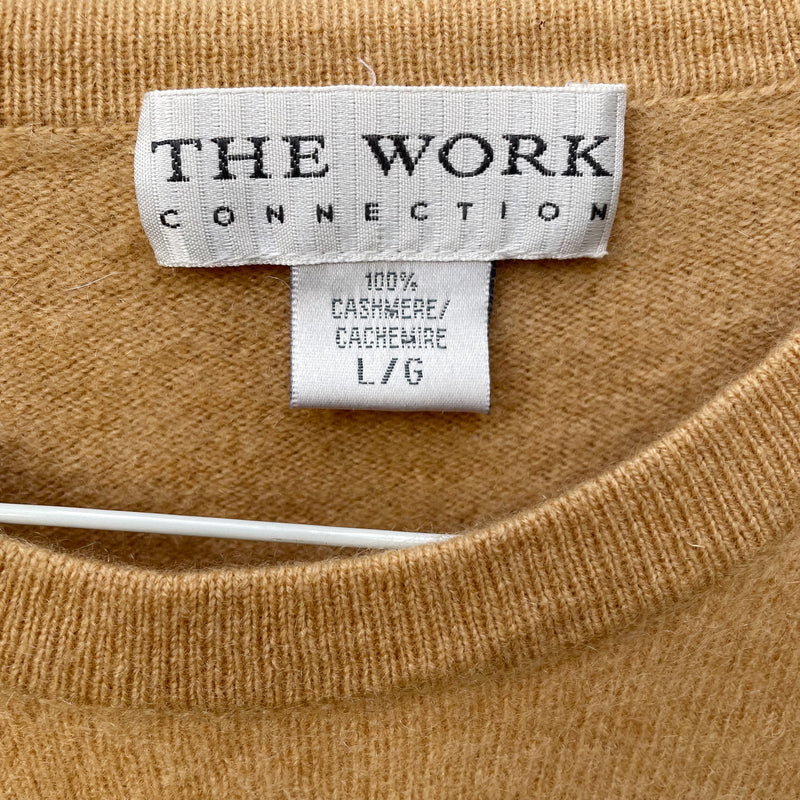 THE WORK
CONNECTION
100%
CASHMERE/
CACHEMIRE
L/G